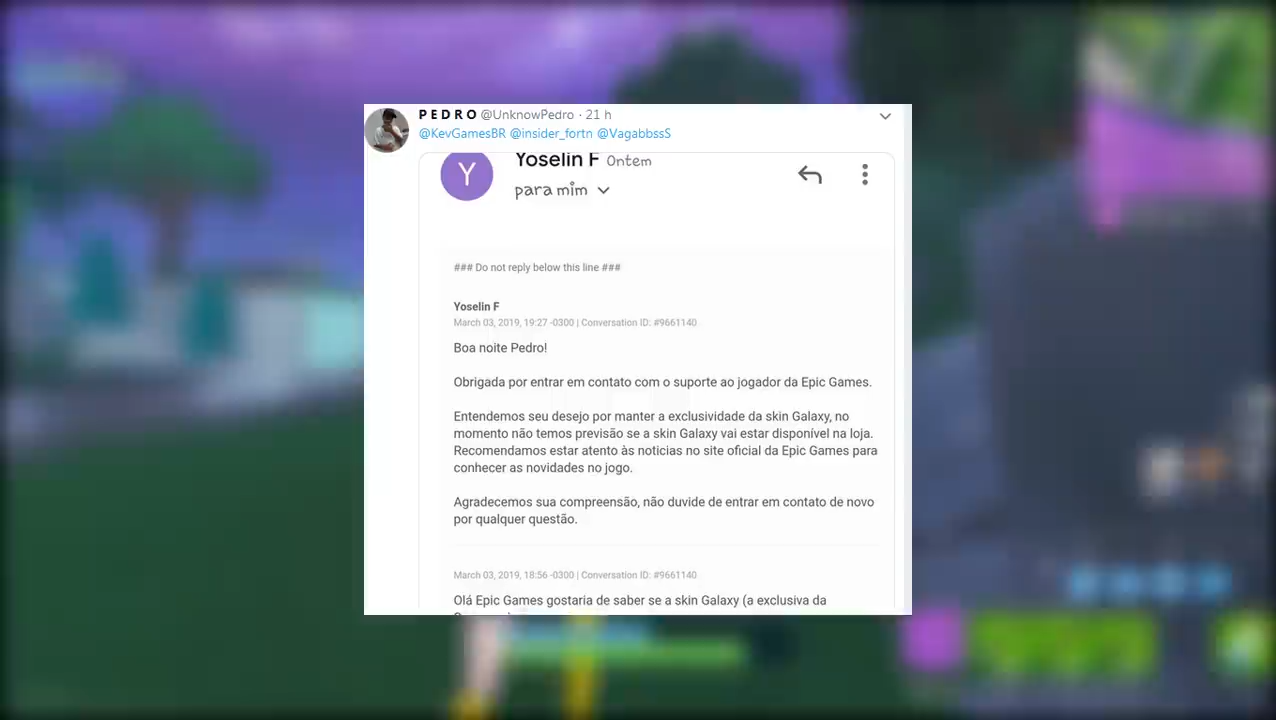 P E D R O @UnknowPedro · 21 h
@KevGamesBR @insider_fortn @VagabbssS
Y
Yoselin F Ontem
para mim
### Do not reply below this line ###
Yoselin F
March 03, 2019, 19:27 -0300 | Conversation ID: #9661140
Boa noite Pedro!
Obrigada por entrar em contato com o suporte ao jogador da Epic Games.
Entendemos seu desejo por manter a exclusividade da skin Galaxy, no
momento não temos previsão se a skin Galaxy vai estar disponível na loja.
Recomendamos estar atento às noticias no site oficial da Epic Games para
conhecer as novidades no jogo.
Agradecemos sua compreensão, não duvide de entrar em contato de novo
por qualquer questão.
March 03, 2019, 18:56 -0300 | Conversation ID: #9661140
Olá Epic Games gostaria de saber se a skin Galaxy (a exclusiva da